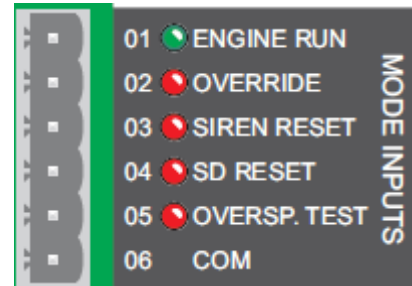 01 ENGINE RUN
02 OVERRIDE
03 SIREN RESET
04 SD RESET
05 OVERSP. TEST
06 COM
MODE INPUTS